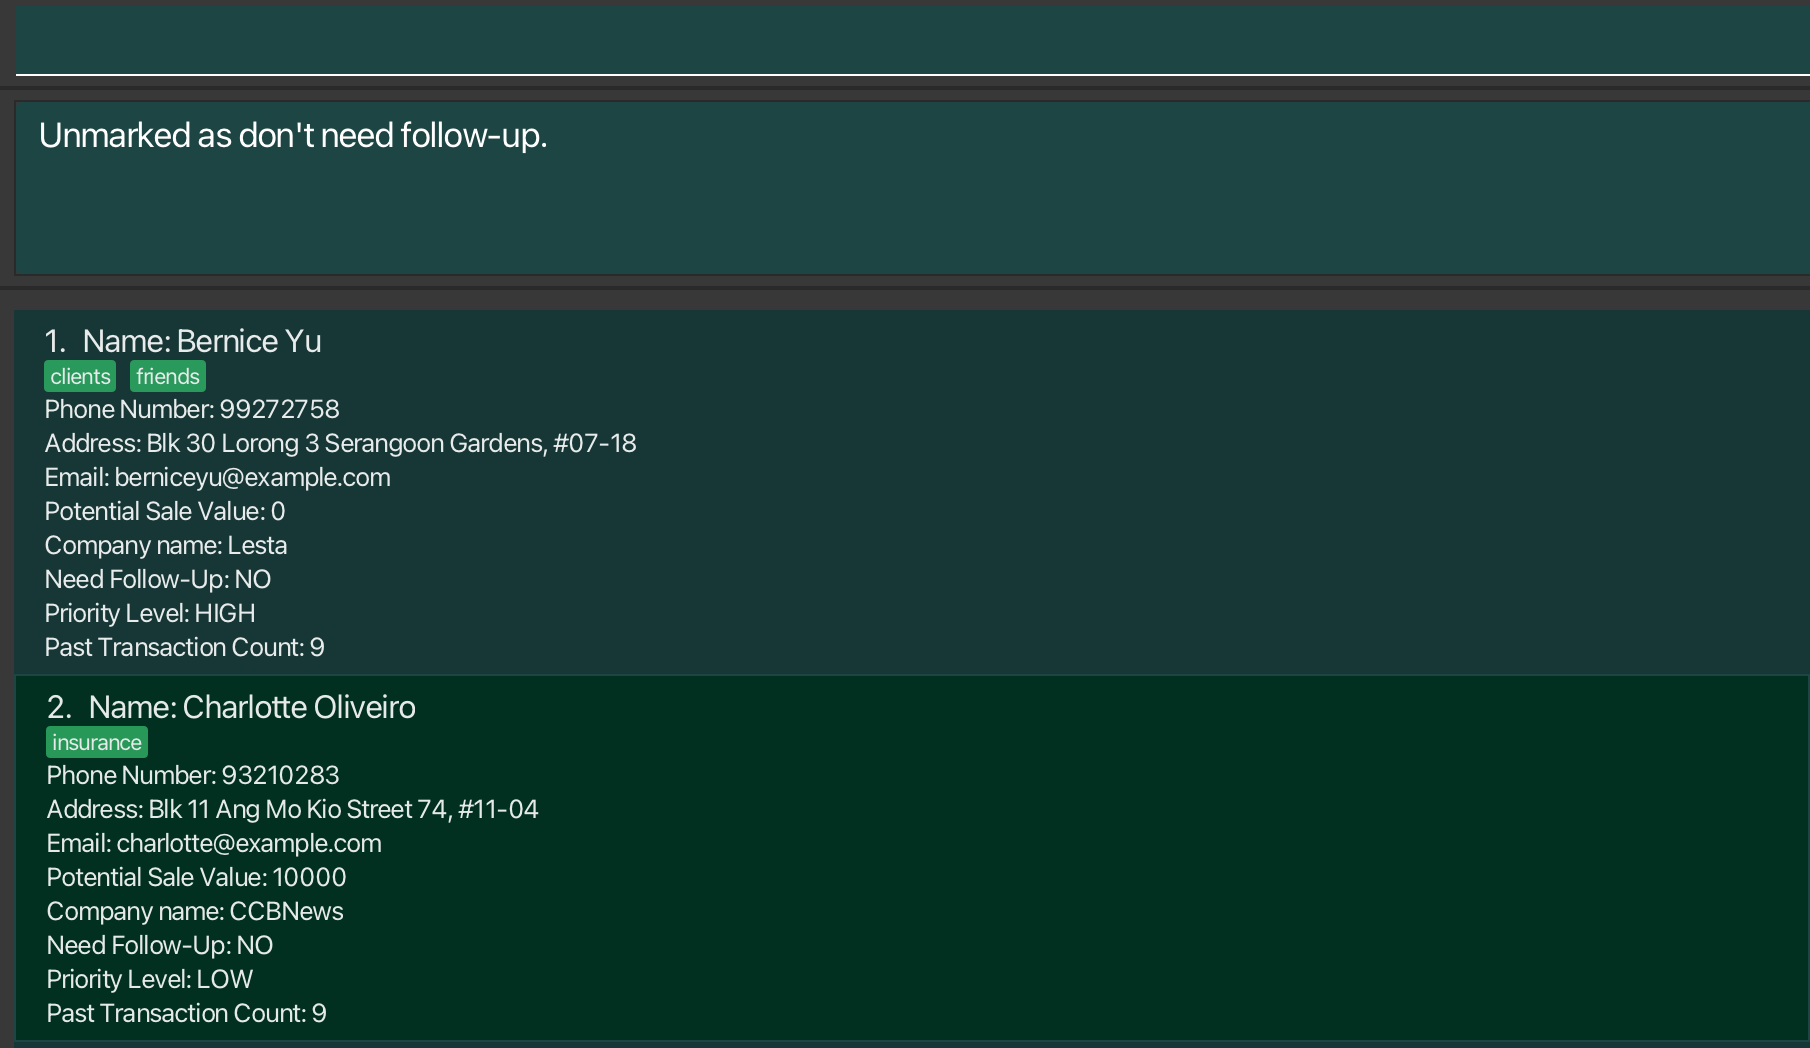 Unmarked as don't need follow-up.
1. Name: Bernice Yu
clients friends
Phone Number: 99272758
Address: Blk 30 Lorong 3 Serangoon Gardens, #07-18
Email: berniceyu@example.com
Potential Sale Value: 0
Company name: Lesta
Need Follow-Up: NO
Priority Level: HIGH
Past Transaction Count: 9
2. Name: Charlotte Oliveiro
insurance
Phone Number: 93210283
Address: Blk 11 Ang Mo Kio Street 74, #11-04
Email: charlotte@example.com
Potential Sale Value: 10000
Company name: CCBNews
Need Follow-Up: NO
Priority Level: LOW
Past Transaction Count: 9